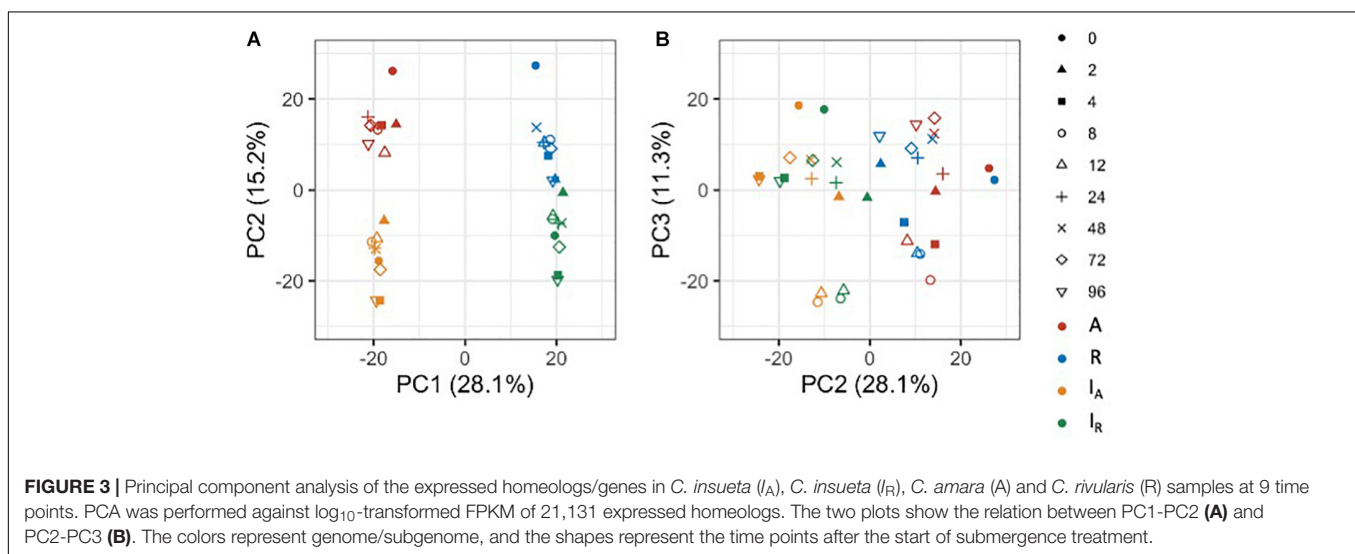 A
B
20
0
-20
PC2 (15.2%)
-20
0
20
PC1 (28.1%)
20
0
-20
PC3 (11.3%)
-20
0
20
PC2 (28.1%)
0
2
4
8
12
24
48
72
96
A
R
I_A
I_R
FIGURE 3 | Principal component analysis of the expressed homeologs/genes in C. insueta (I_A), C. insueta (I_R), C. amara (A) and C. rivularis (R) samples at 9 time
points. PCA was performed against log₁₀-transformed FPKM of 21,131 expressed homeologs. The two plots show the relation between PC1-PC2 (A) and
PC2-PC3 (B). The colors represent genome/subgenome, and the shapes represent the time points after the start of submergence treatment.